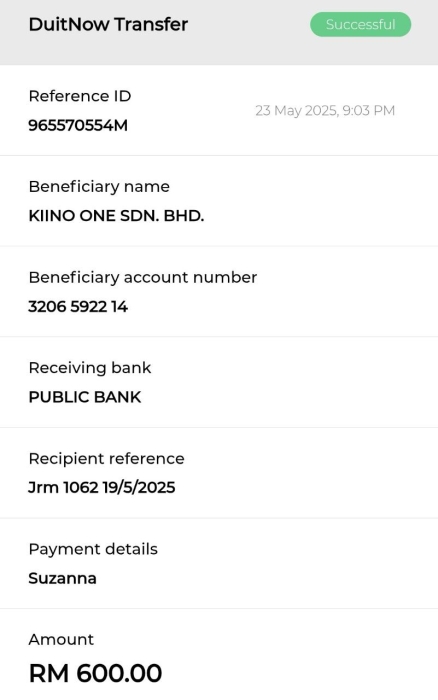 DuitNow Transfer
Successful
Reference ID
23 May 2025, 9:03 PM
965570554M
Beneficiary name
KIINO ONE SDN. BHD.
Beneficiary account number
3206 5922 14
Receiving bank
PUBLIC BANK
Recipient reference
Jrm 1062 19/5/2025
Payment details
Suzanna
Amount
RM 600.00